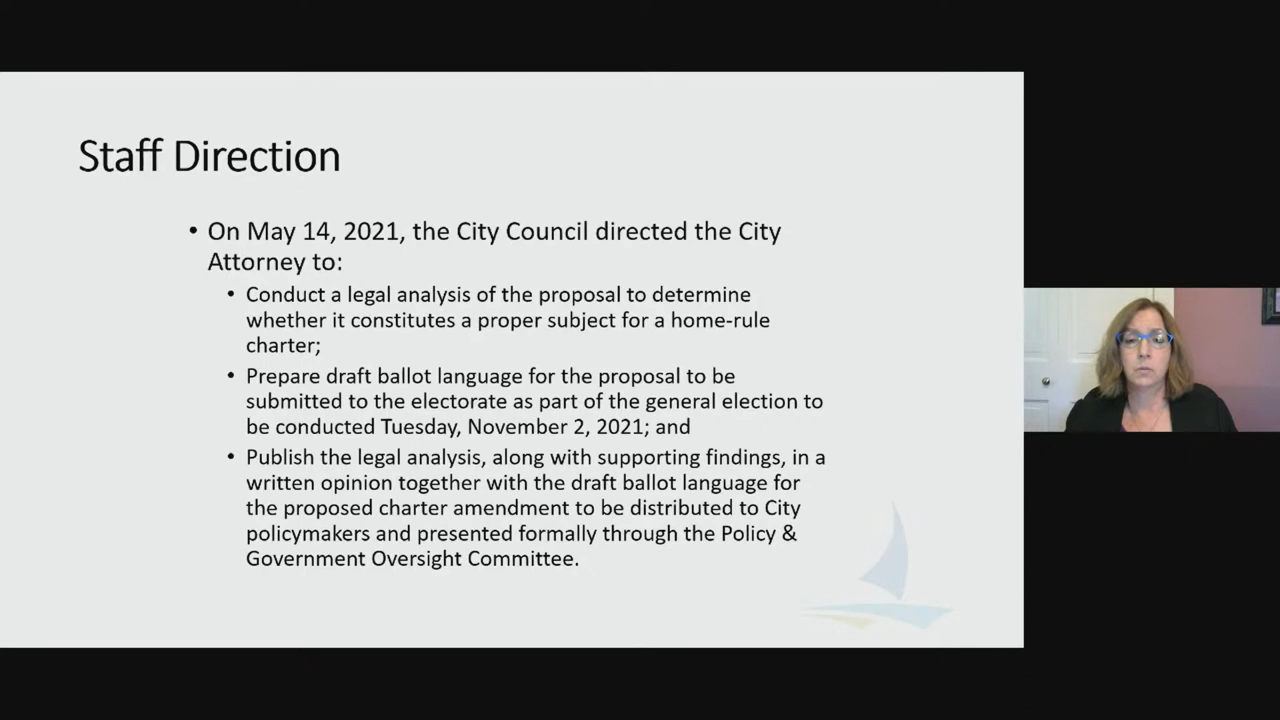 Staff Direction
• On May 14, 2021, the City Council directed the City
Attorney to:
• Conduct a legal analysis of the proposal to determine
whether it constitutes a proper subject for a home-rule
charter;
• Prepare draft ballot language for the proposal to be
submitted to the electorate as part of the general election to
be conducted Tuesday, November 2, 2021; and
• Publish the legal analysis, along with supporting findings, in a
written opinion together with the draft ballot language for
the proposed charter amendment to be distributed to City
policymakers and presented formally through the Policy &
Government Oversight Committee.